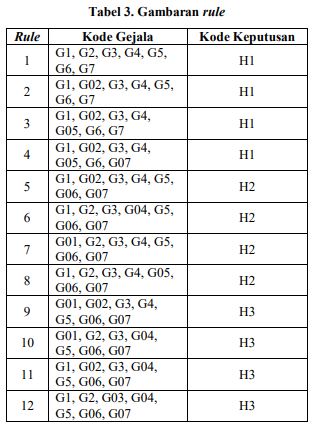 Tabel 3. Gambaran rule
Rule Kode Gejala Kode Keputusan
1 G1, G2, G3, G4, G5, G6, G7 H1
2 G1, G02, G3, G4, G5, G6, G7 H1
3 G1, G02, G3, G4, G05, G6, G7 H1
4 G1, G02, G3, G4, G05, G6, G07 H1
5 G1, G02, G3, G4, G5, G06, G07 H2
6 G1, G2, G3, G04, G5, G06, G07 H2
7 G01, G2, G3, G4, G5, G06, G07 H2
8 G1, G2, G3, G4, G05, G06, G07 H2
9 G01, G02, G3, G4, G5, G06, G07 H3
10 G01, G2, G3, G04, G5, G06, G07 H3
11 G1, G02, G3, G04, G5, G06, G07 H3
12 G1, G2, G03, G04, G5, G06, G07 H3